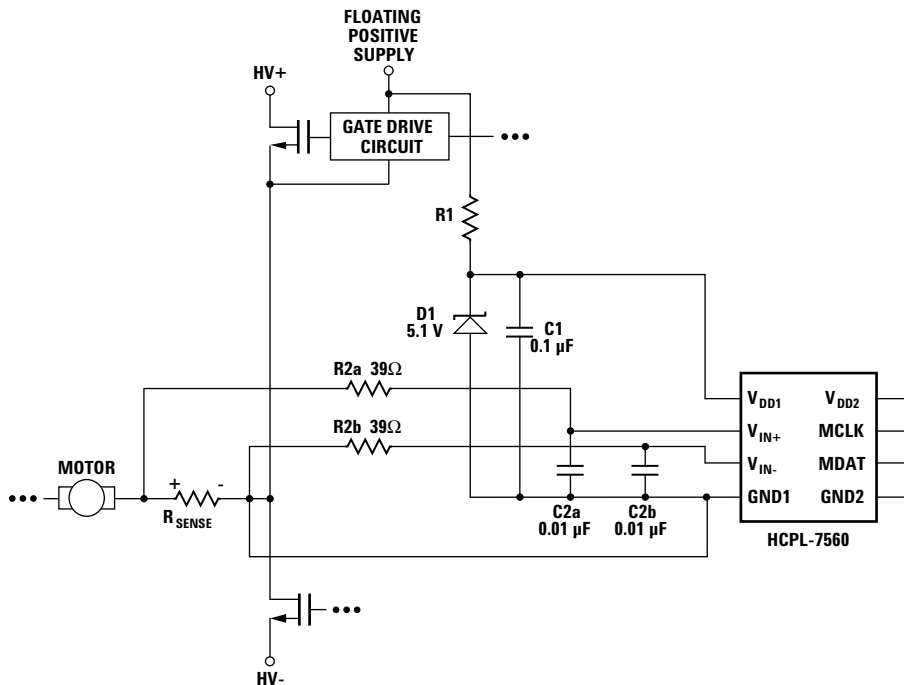 FLOATING
POSITIVE
SUPPLY
HV+
GATE DRIVE
CIRCUIT
•••
R1
D1
5.1 V
C1
0.1 µF
R2a 39Ω
R2b 39Ω
MOTOR
•••
+ -
R SENSE
C2a
0.01 µF
C2b
0.01 µF
VDD1
VIN+
VIN-
GND1
VDD2
MCLK
MDAT
GND2
HCPL-7560
•••
HV-